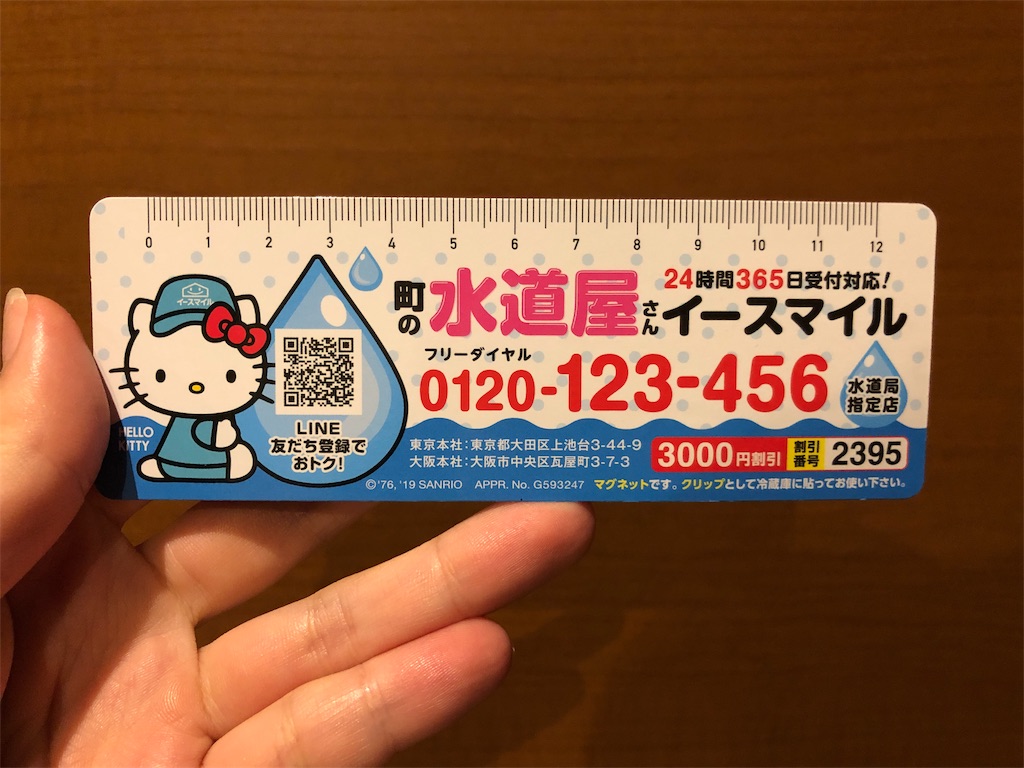 0 1 2 3 4 5 6 7 8 9 10 11 12
イースマイル
HELLO
KITTY
LINE
友だち登録で
おトク!
24時間365日受付対応!
町の水道屋さんイースマイル
フリーダイヤル
0120-123-456
水道局
指定店
東京本社:東京都大田区上池台3-44-9
大阪本社:大阪市中央区瓦屋町3-7-3
3000円割引
割引
番号
2395
©'76, '19 SANRIO APPR. No. G593247
マグネットです。クリップとして冷蔵庫に貼ってお使い下さい。